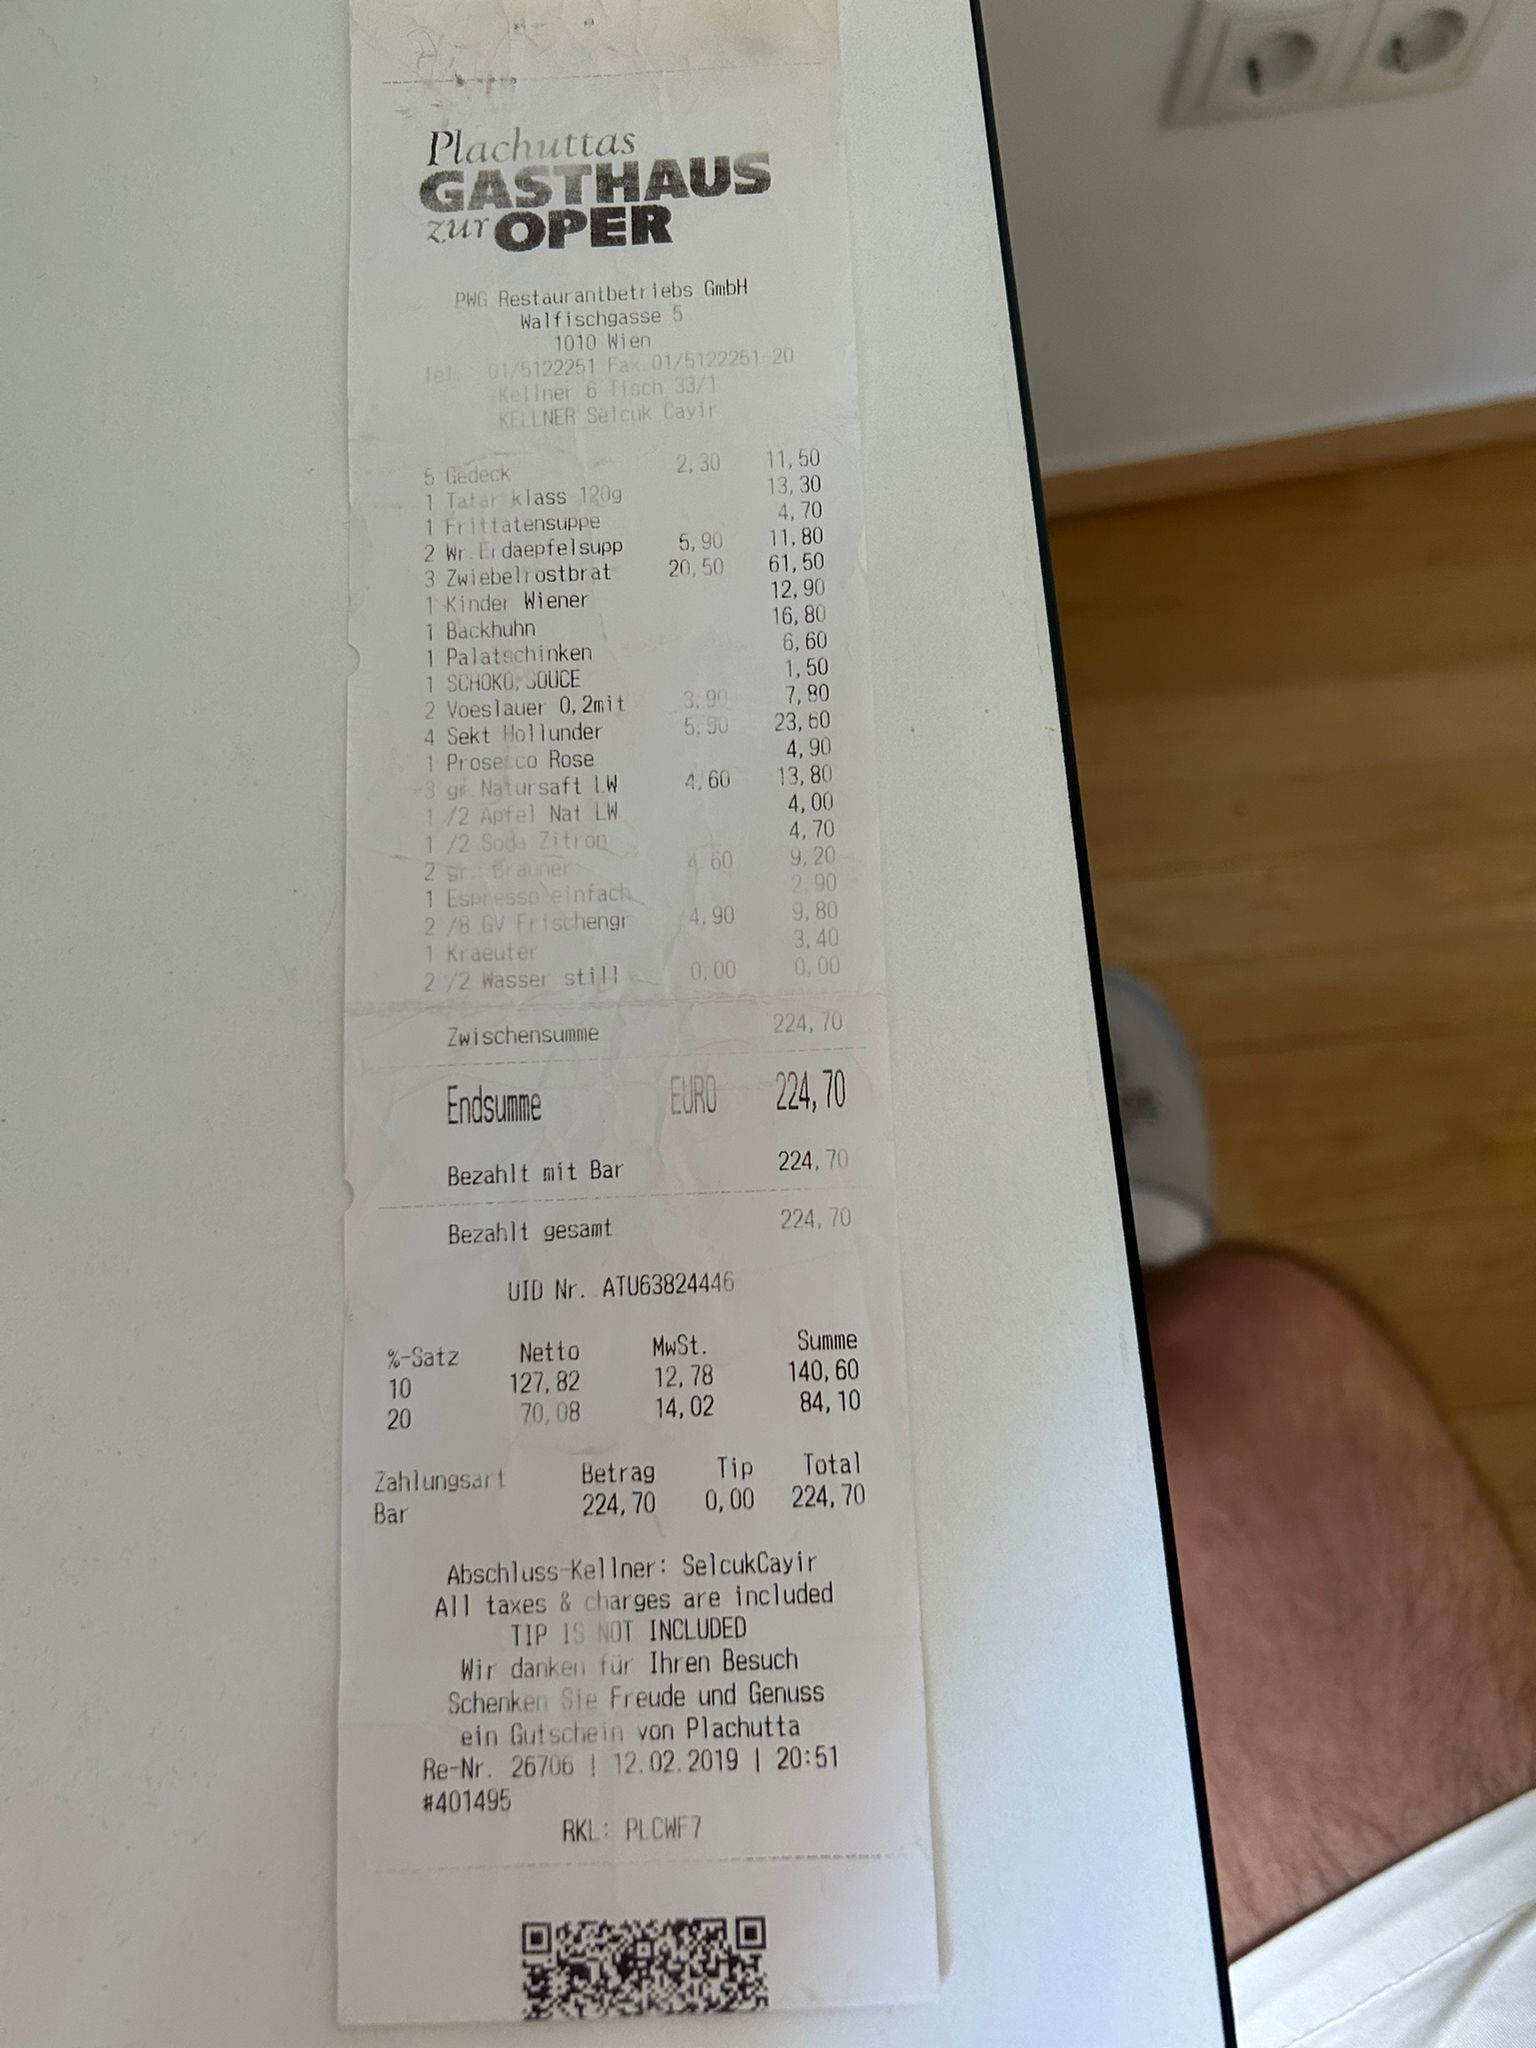 Plachuttas
GASTHAUS
zur OPER
PWG Restaurantbetriebs GmbH
Walfischgasse 5
1010 Wien
Tel.: 01/5122251 Fax.01/5122251-20
Kellner 6 Tisch 33/1
KELLNER Selcuk Cayir
5 Gedeck 2,30 11,50
1 Tatar klass 120g 13,30
1 Frittatensuppe 4,70
2 Wr.Erdaepfelsupp 5,90 11,80
3 Zwiebelrostbrat 20,50 61,50
1 Kinder Wiener 12,90
1 Backhuhn 16,80
1 Palatschinken 6,60
1 SCHOKO,SOUCE 1,50
2 Voeslauer 0,2mit 3,90 7,80
4 Sekt Hollunder 5,90 23,60
1 Prosecco Rose 4,90
3 gr.Natursaft LW 4,60 13,80
1 /2 Apfel Nat LW 4,00
1 /2 Soda Zitron 4,70
2 gr. Brauner 4,60 9,20
1 Espresso einfach 2,90
2 /8 GV Frischengr 4,90 9,80
1 Kraeuter 3,40
2 /2 Wasser still 0,00 0,00
Zwischensumme 224,70
Endsumme EURO 224,70
Bezahlt mit Bar 224,70
Bezahlt gesamt 224,70
UID Nr. ATU63824446
%-Satz Netto MwSt. Summe
10 127,82 12,78 140,60
20 70,08 14,02 84,10
Zahlungsart Betrag Tip Total
Bar 224,70 0,00 224,70
Abschluss-Kellner: SelcukCayir
All taxes & charges are included
TIP IS NOT INCLUDED
Wir danken für Ihren Besuch
Schenken Sie Freude und Genuss
ein Gutschein von Plachutta
Re-Nr. 26706 | 12.02.2019 | 20:51
#401495
RKL: PLCWF7